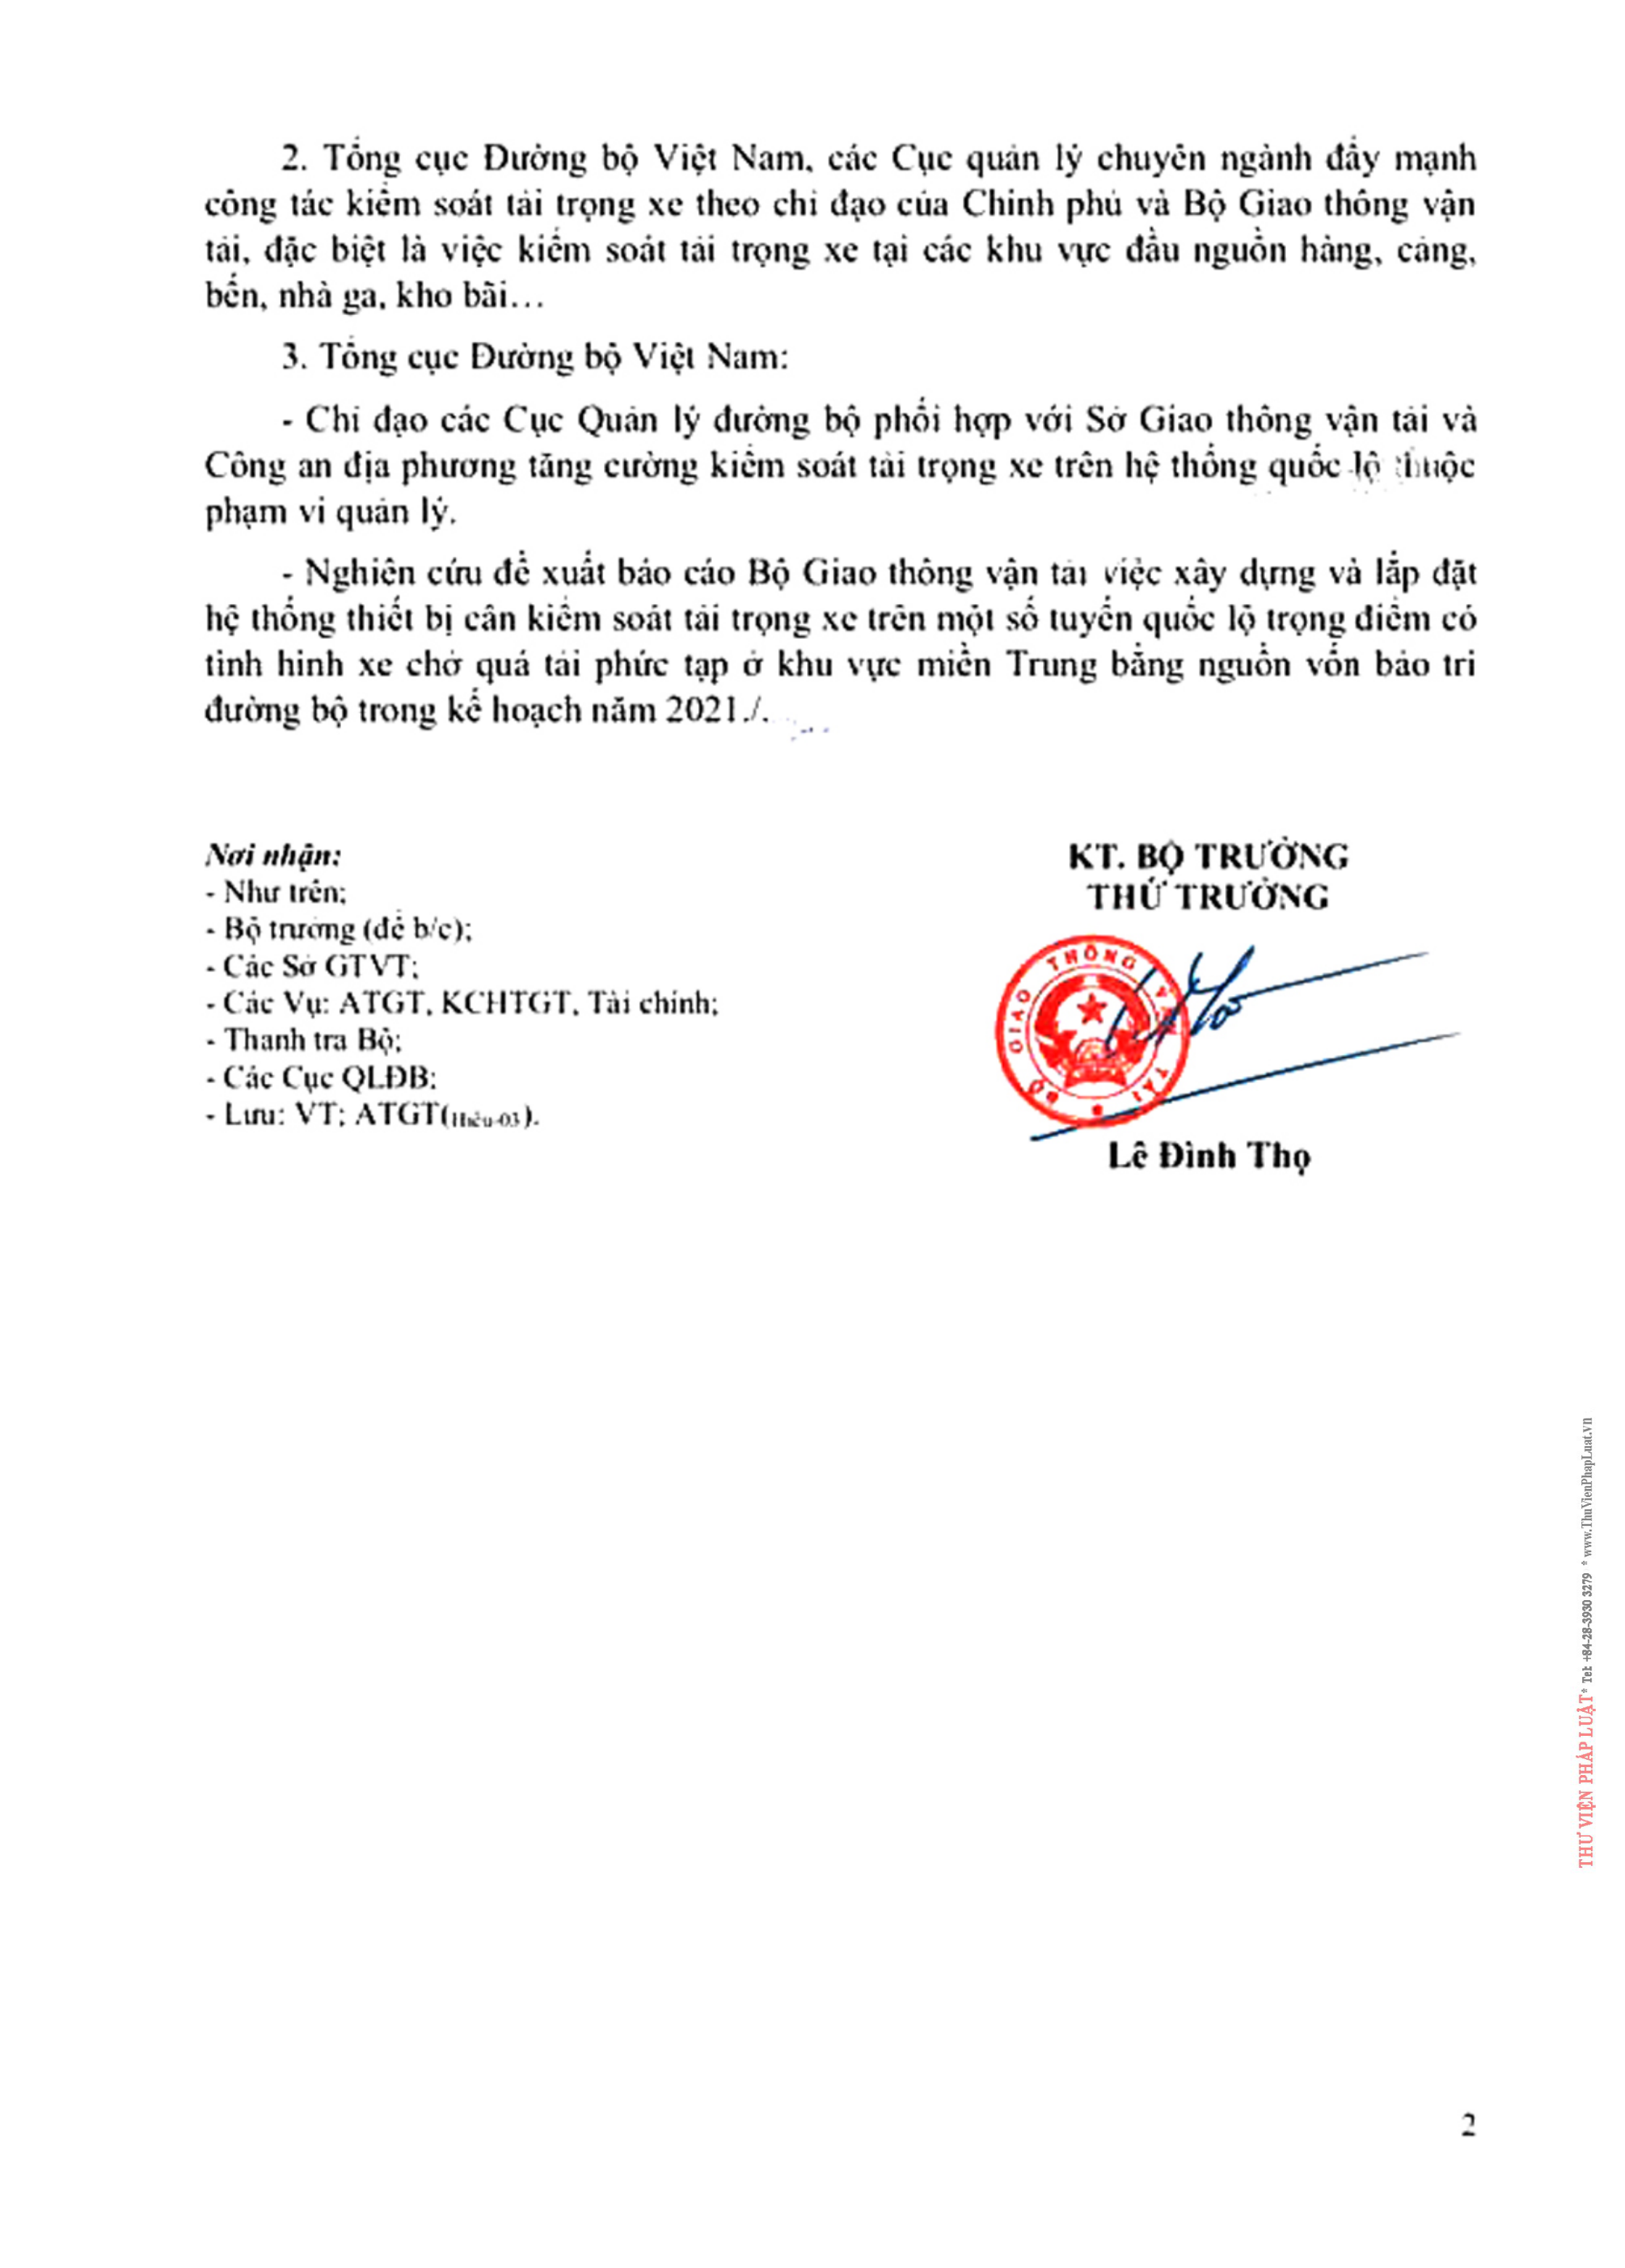 2. Tổng cục Đường bộ Việt Nam, các Cục quản lý chuyên ngành đẩy mạnh
công tác kiểm soát tải trọng xe theo chỉ đạo của Chính phủ và Bộ Giao thông vận
tải, đặc biệt là việc kiểm soát tải trọng xe tại các khu vực đầu nguồn hàng, cảng,
bến, nhà ga, kho bãi…
3. Tổng cục Đường bộ Việt Nam:
- Chỉ đạo các Cục Quản lý đường bộ phối hợp với Sở Giao thông vận tải và
Công an địa phương tăng cường kiểm soát tải trọng xe trên hệ thống quốc lộ thuộc
phạm vi quản lý.
- Nghiên cứu đề xuất báo cáo Bộ Giao thông vận tải việc xây dựng và lắp đặt
hệ thống thiết bị cân kiểm soát tải trọng xe trên một số tuyến quốc lộ trọng điểm có
tình hình xe chở quá tải phức tạp ở khu vực miền Trung bằng nguồn vốn bảo trì
đường bộ trong kế hoạch năm 2021./.
Nơi nhận:
- Như trên;
- Bộ trưởng (để b/c);
- Các Sở GTVT;
- Các Vụ: ATGT, KCHTGT, Tài chính;
- Thanh tra Bộ;
- Các Cục QLĐB;
- Lưu: VT; ATGT(Hiếu-03).
KT. BỘ TRƯỞNG
THỨ TRƯỞNG
BỘ GIAO THÔNG VẬN TẢI
Lê Đình Thọ
THƯ VIỆN PHÁP LUẬT * Tel: +84-28-3930 3279 * www.ThuVienPhapLuat.vn
2